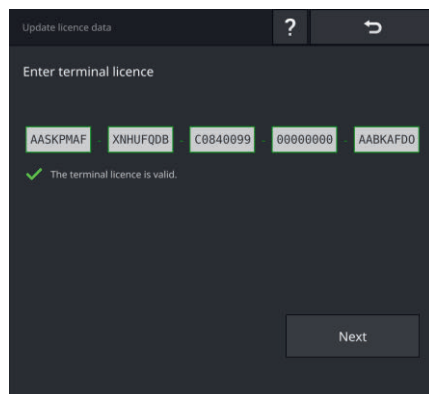 Update licence data ?
Enter terminal licence
AASKPMAF - XNHUFQDB - C0840099 - 00000000 - AABKAFDO
The terminal licence is valid.
Next